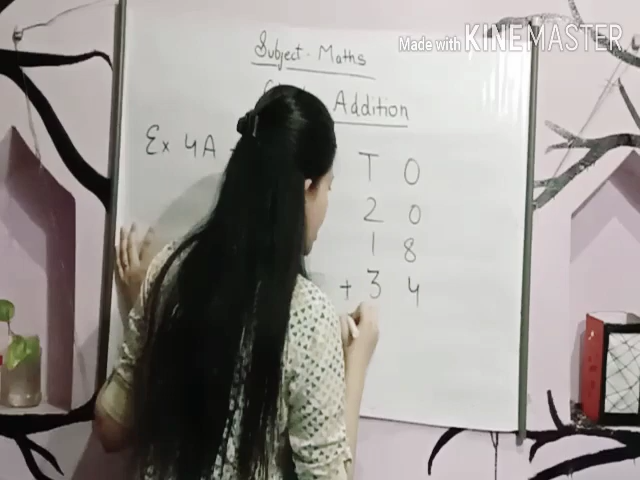 Made with KINEMASTER
Subject - Maths
Addition
Ex 4A
T O
2 0
1 8
+ 3 4